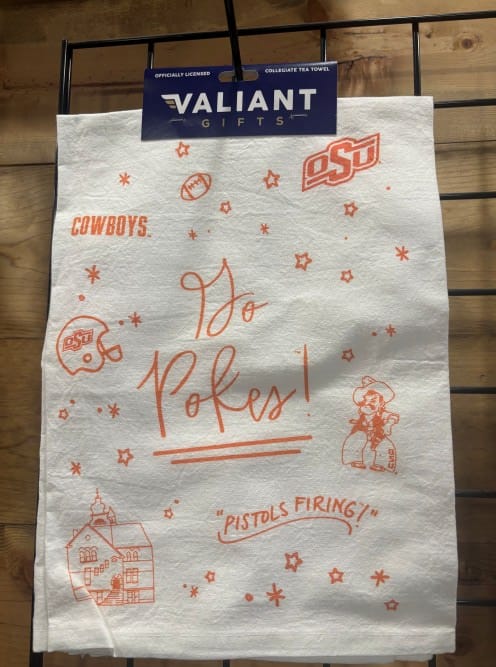 OFFICIALLY LICENSED COLLEGIATE TEA TOWEL
VALIANT
GIFTS
OSU
COWBOYS
Go
OSU
Pokes!
"PISTOLS FIRING!"